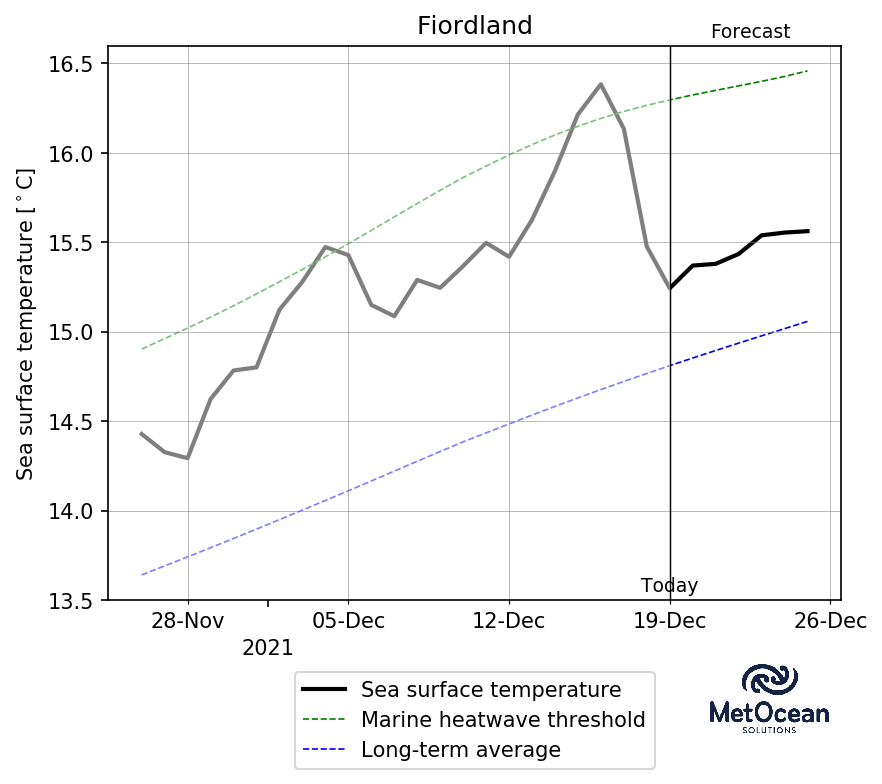 Fiordland
Forecast
Sea surface temperature [°C]
16.5
16.0
15.5
15.0
14.5
14.0
13.5
Today
28-Nov
05-Dec
12-Dec
19-Dec
26-Dec
2021
Sea surface temperature
Marine heatwave threshold
Long-term average
MetOcean
SOLUTIONS